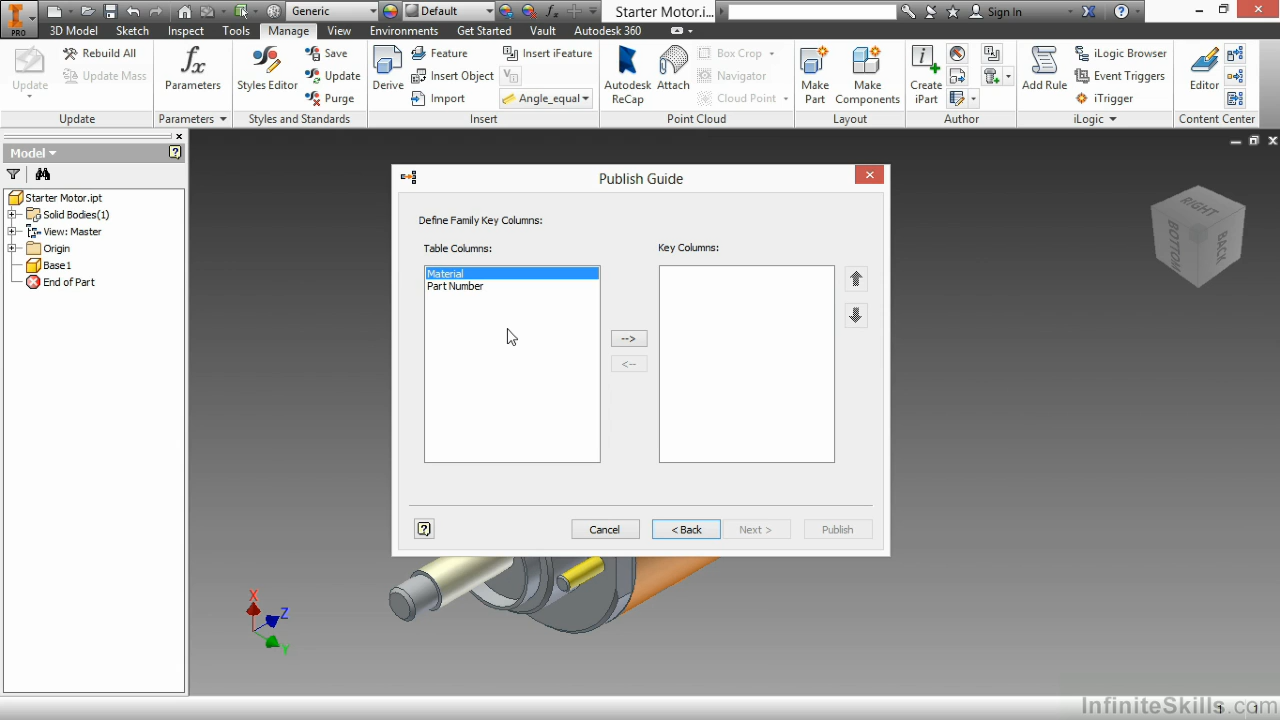 Generic
Default
Starter Motor.i...
Sign In
PRO
3D Model
Sketch
Inspect
Tools
Manage
View
Environments
Get Started
Vault
Autodesk 360
Update
Rebuild All
Update Mass
Update
Parameters
Parameters
Styles Editor
Save
Update
Purge
Styles and Standards
Derive
Feature
Insert Object
Import
Insert iFeature
Angle_equal
Insert
Autodesk
ReCap
Attach
Box Crop
Navigator
Cloud Point
Point Cloud
Make
Part
Make
Components
Layout
Create
iPart
Author
Add Rule
iLogic Browser
Event Triggers
iTrigger
iLogic
Editor
Content Center
Model
Starter Motor.ipt
Solid Bodies(1)
View: Master
Origin
Base1
End of Part
Publish Guide
Define Family Key Columns:
Table Columns:
Key Columns:
Material
Part Number
-->
<--
Cancel
< Back
Next >
Publish
RIGHT
BOTTOM
BACK
X
Z
Y
InfiniteSkills.com